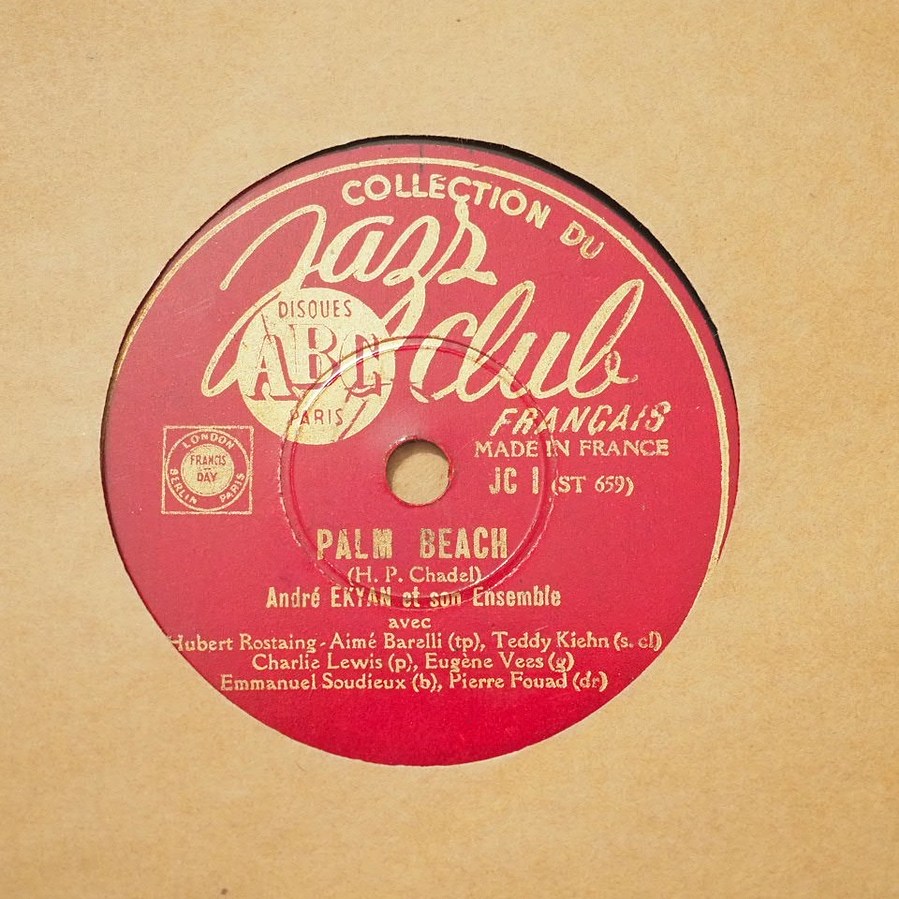 COLLECTION DU
Jazz
club
DISQUES
ABC
PARIS
FRANÇAIS
MADE IN FRANCE
JC 1 (ST 659)
LONDON
FRANCIS
DAY
BERLIN PARIS
PALM BEACH
(H. P. Chadel)
André EKYAN et son Ensemble
avec
Hubert Rostaing - Aimé Barelli (tp), Teddy Kiehn (s. cl)
Charlie Lewis (p), Eugène Vees (g)
Emmanuel Soudieux (b), Pierre Fouad (dr)